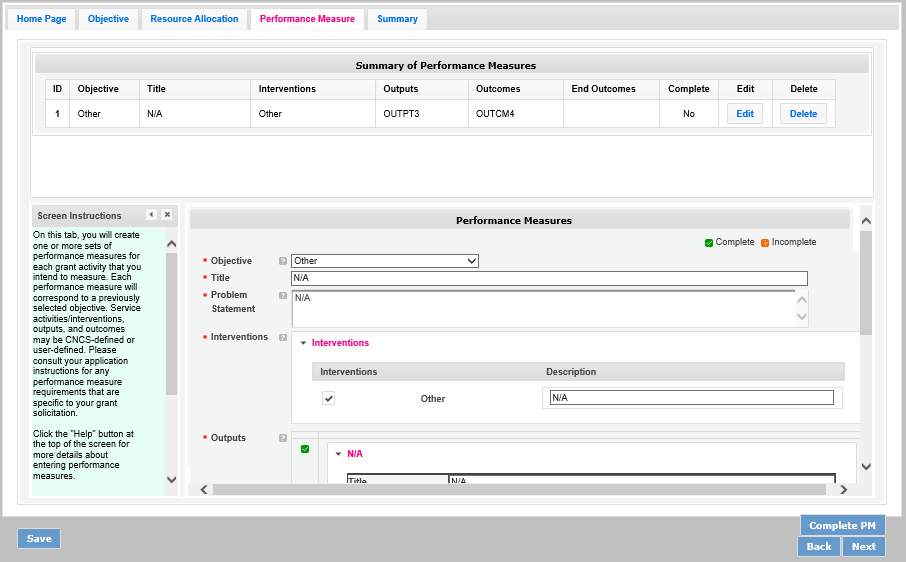 Home Page Objective Resource Allocation Performance Measure Summary
Summary of Performance Measures
ID Objective Title Interventions Outputs Outcomes End Outcomes Complete Edit Delete
1 Other N/A Other OUTPT3 OUTCM4 No Edit Delete
Screen Instructions
On this tab, you will create
one or more sets of
performance measures for
each grant activity that you
intend to measure. Each
performance measure will
correspond to a previously
selected objective. Service
activities/interventions,
outputs, and outcomes
may be CNCS-defined or
user-defined. Please
consult your application
instructions for any
performance measure
requirements that are
specific to your grant
solicitation.
Click the "Help" button at
the top of the screen for
more details about
entering performance
measures.
Performance Measures
Complete Incomplete
* Objective ? Other
* Title N/A
* Problem ? N/A
Statement
* Interventions ? Interventions
Interventions Description
Other N/A
* Outputs ?
N/A
Title N/A
Save
Complete PM
Back Next